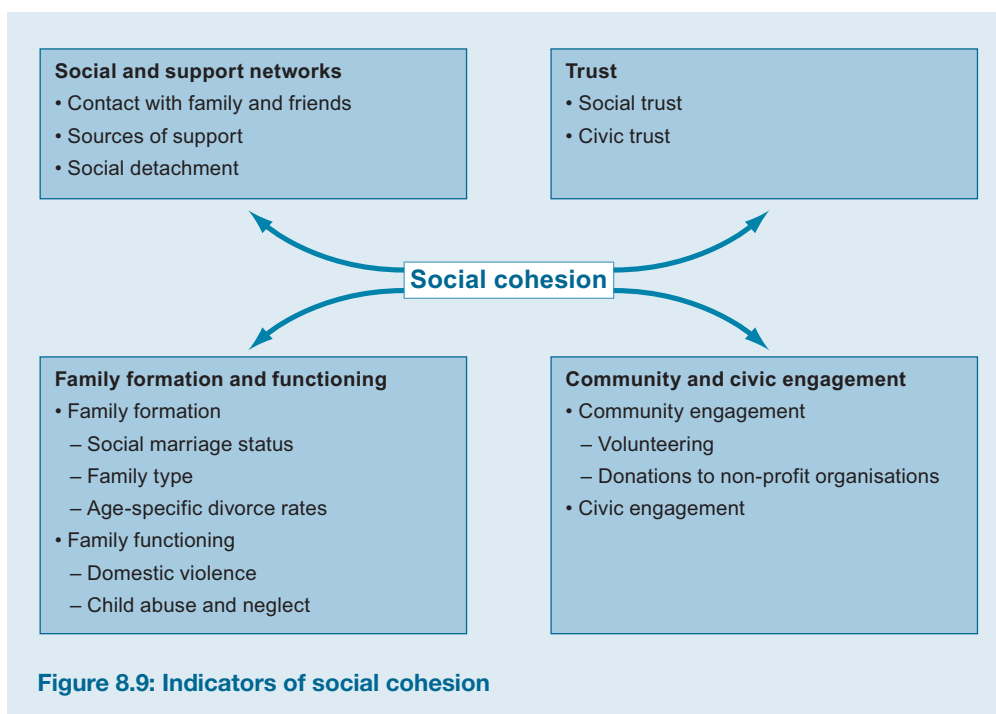 Social and support networks
• Contact with family and friends
• Sources of support
• Social detachment
Trust
• Social trust
• Civic trust
Social cohesion
Family formation and functioning
• Family formation
– Social marriage status
– Family type
– Age-specific divorce rates
• Family functioning
– Domestic violence
– Child abuse and neglect
Community and civic engagement
• Community engagement
– Volunteering
– Donations to non-profit organisations
• Civic engagement
Figure 8.9: Indicators of social cohesion